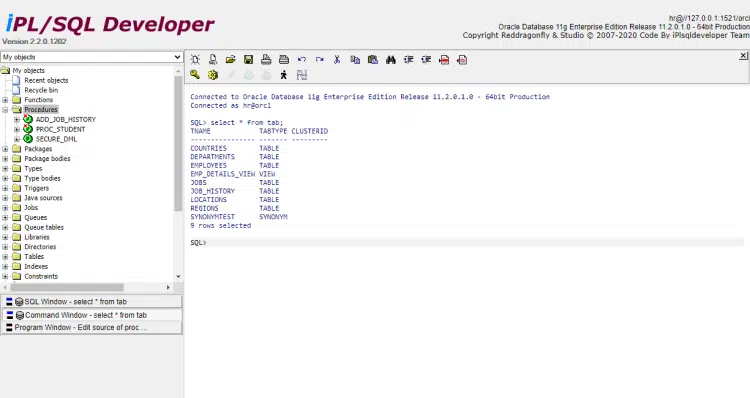 iPL/SQL Developer
Version 2.2.0.1202
hr@//127.0.0.1:1521/orcl
Oracle Database 11g Enterprise Edition Release 11.2.0.1.0 - 64bit Production
Copyright Reddragonfly & Studio © 2007-2020 Code By iPlsqldeveloper Team
My objects
My objects
Recent objects
Recycle bin
Functions
Procedures
ADD_JOB_HISTORY
PROC_STUDENT
SECURE_DML
Packages
Package bodies
Types
Type bodies
Triggers
Java sources
Jobs
Queues
Queue tables
Libraries
Directories
Tables
Indexes
Constraints
SQL Window - select * from tab
Command Window - select * from tab
Program Window - Edit source of proc ...
Connected to Oracle Database 11g Enterprise Edition Release 11.2.0.1.0 - 64bit Production
Connected as hr@orcl
SQL> select * from tab;
TNAME TABTYPE CLUSTERID
---------------- ------- ---------
COUNTRIES TABLE
DEPARTMENTS TABLE
EMPLOYEES TABLE
EMP_DETAILS_VIEW VIEW
JOBS TABLE
JOB_HISTORY TABLE
LOCATIONS TABLE
REGIONS TABLE
SYNONYMTEST SYNONYM
9 rows selected
SQL>